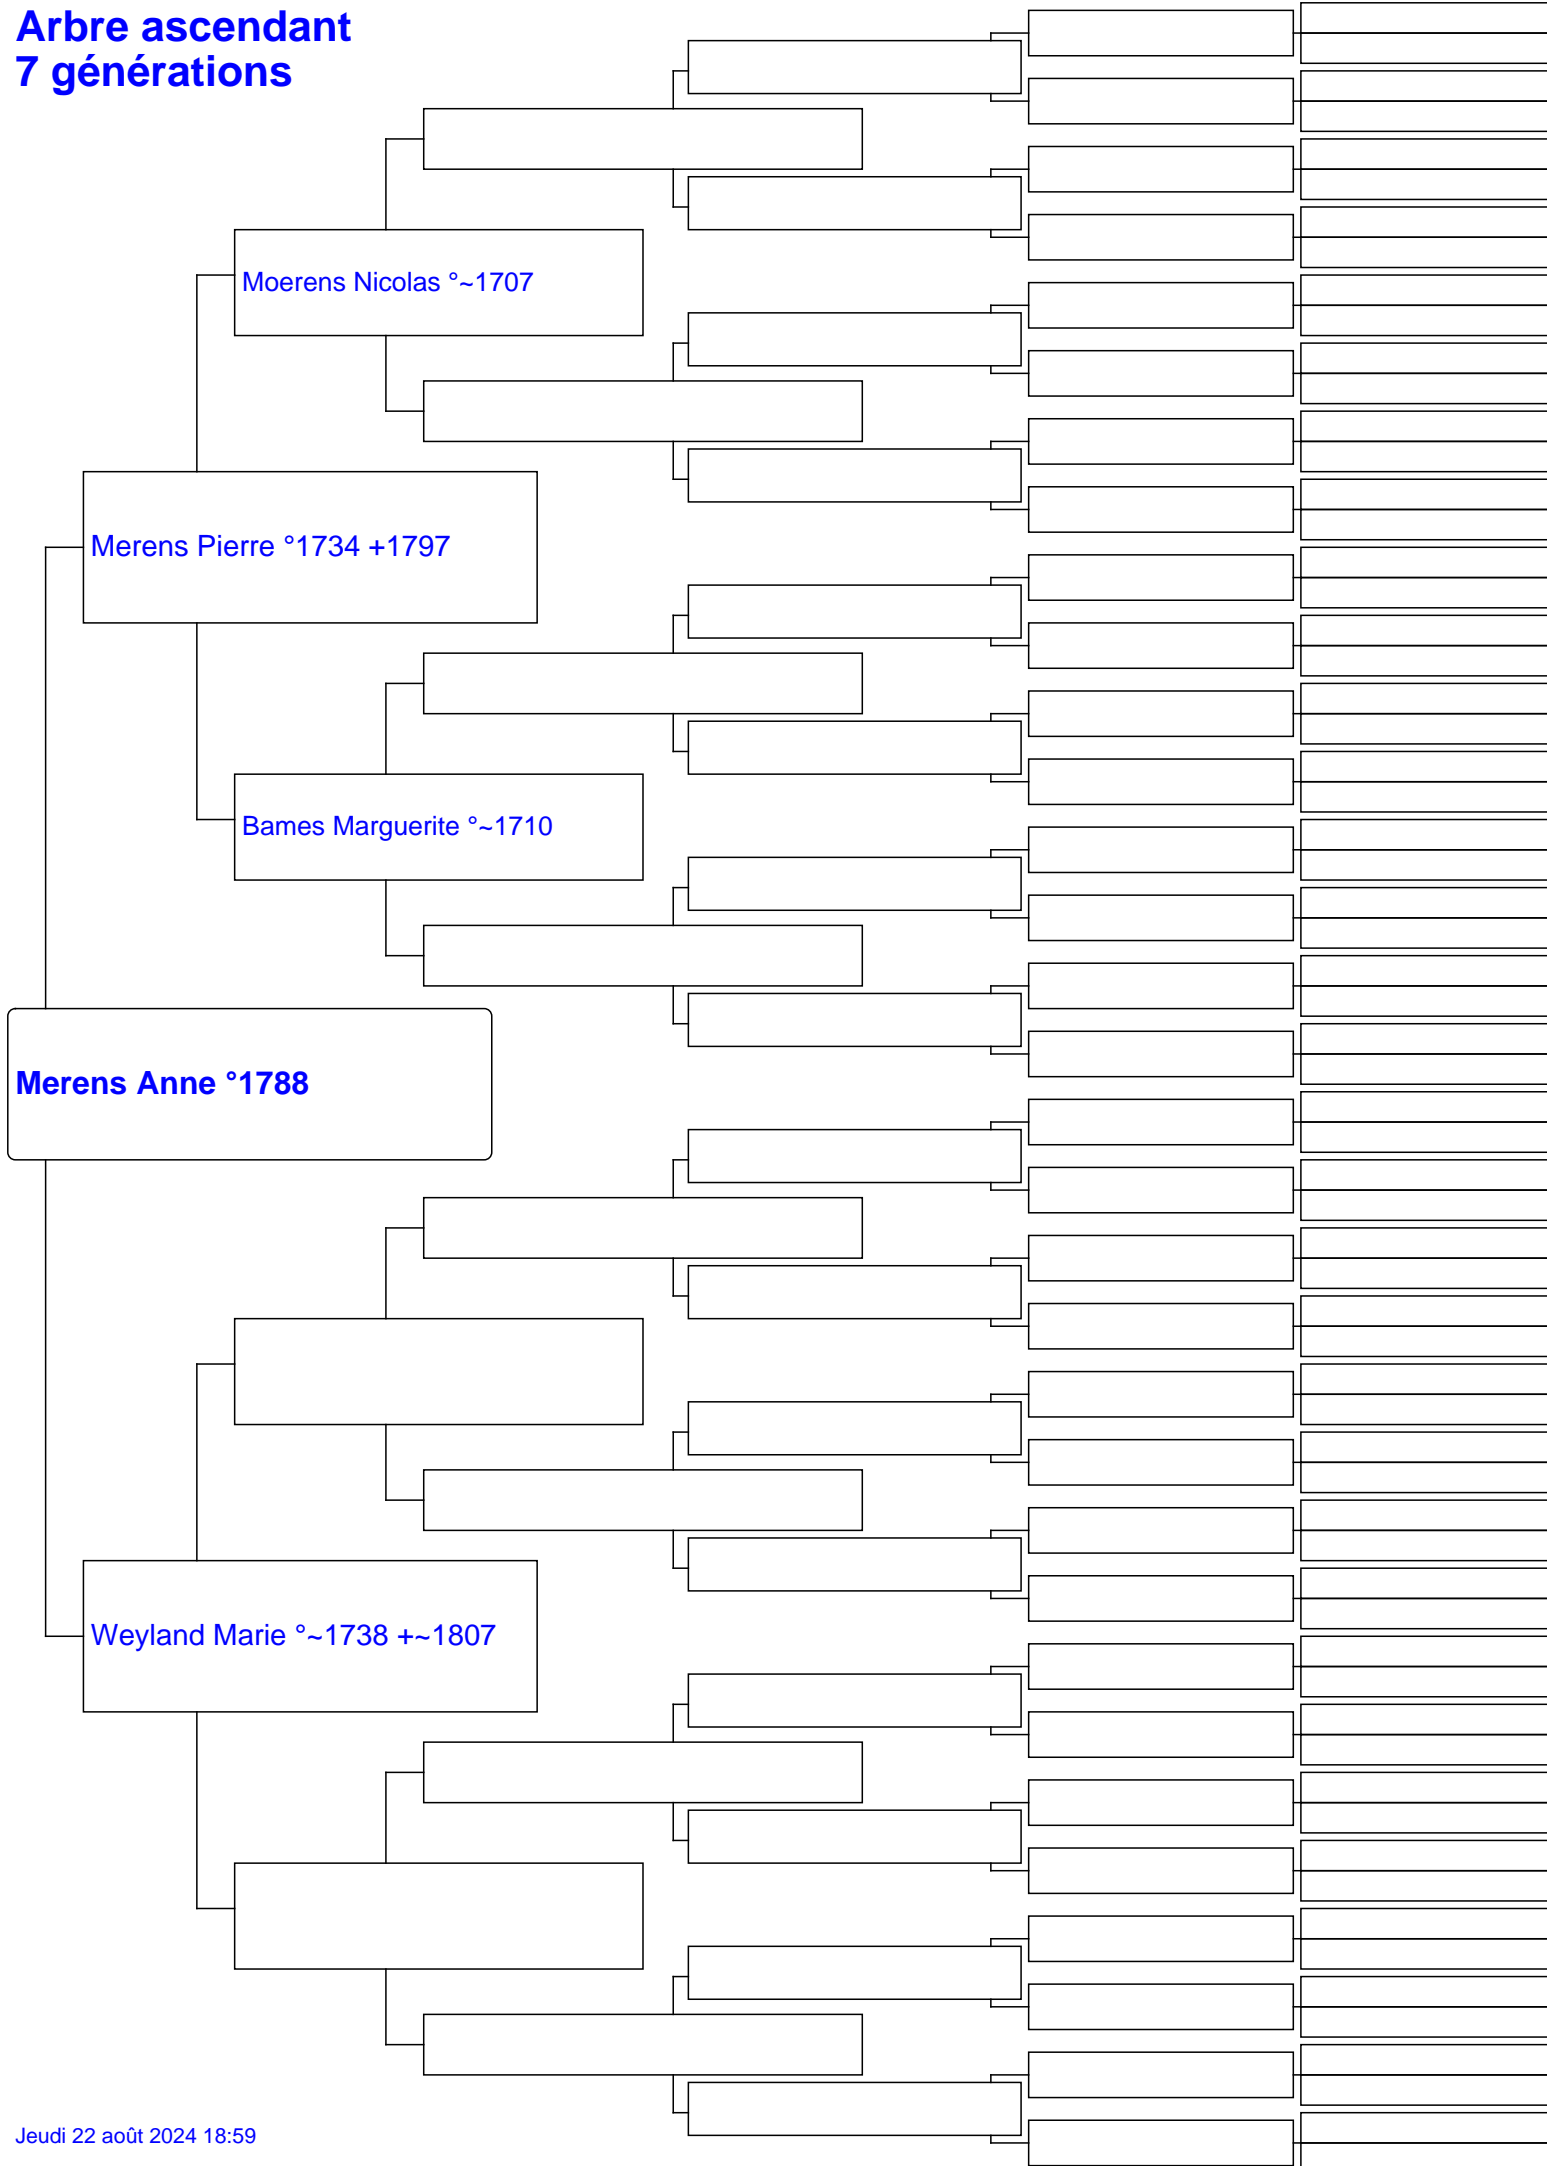 Arbre ascendant
7 générations
Moerens Nicolas °~1707
Merens Pierre °1734 +1797
Bames Marguerite °~1710
Merens Anne °1788
Weyland Marie °~1738 +~1807
Jeudi 22 août 2024 18:59